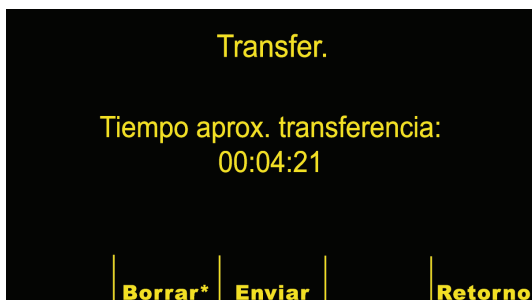 Transfer.
Tiempo aprox. transferencia:
00:04:21
Borrar* Enviar Retorno